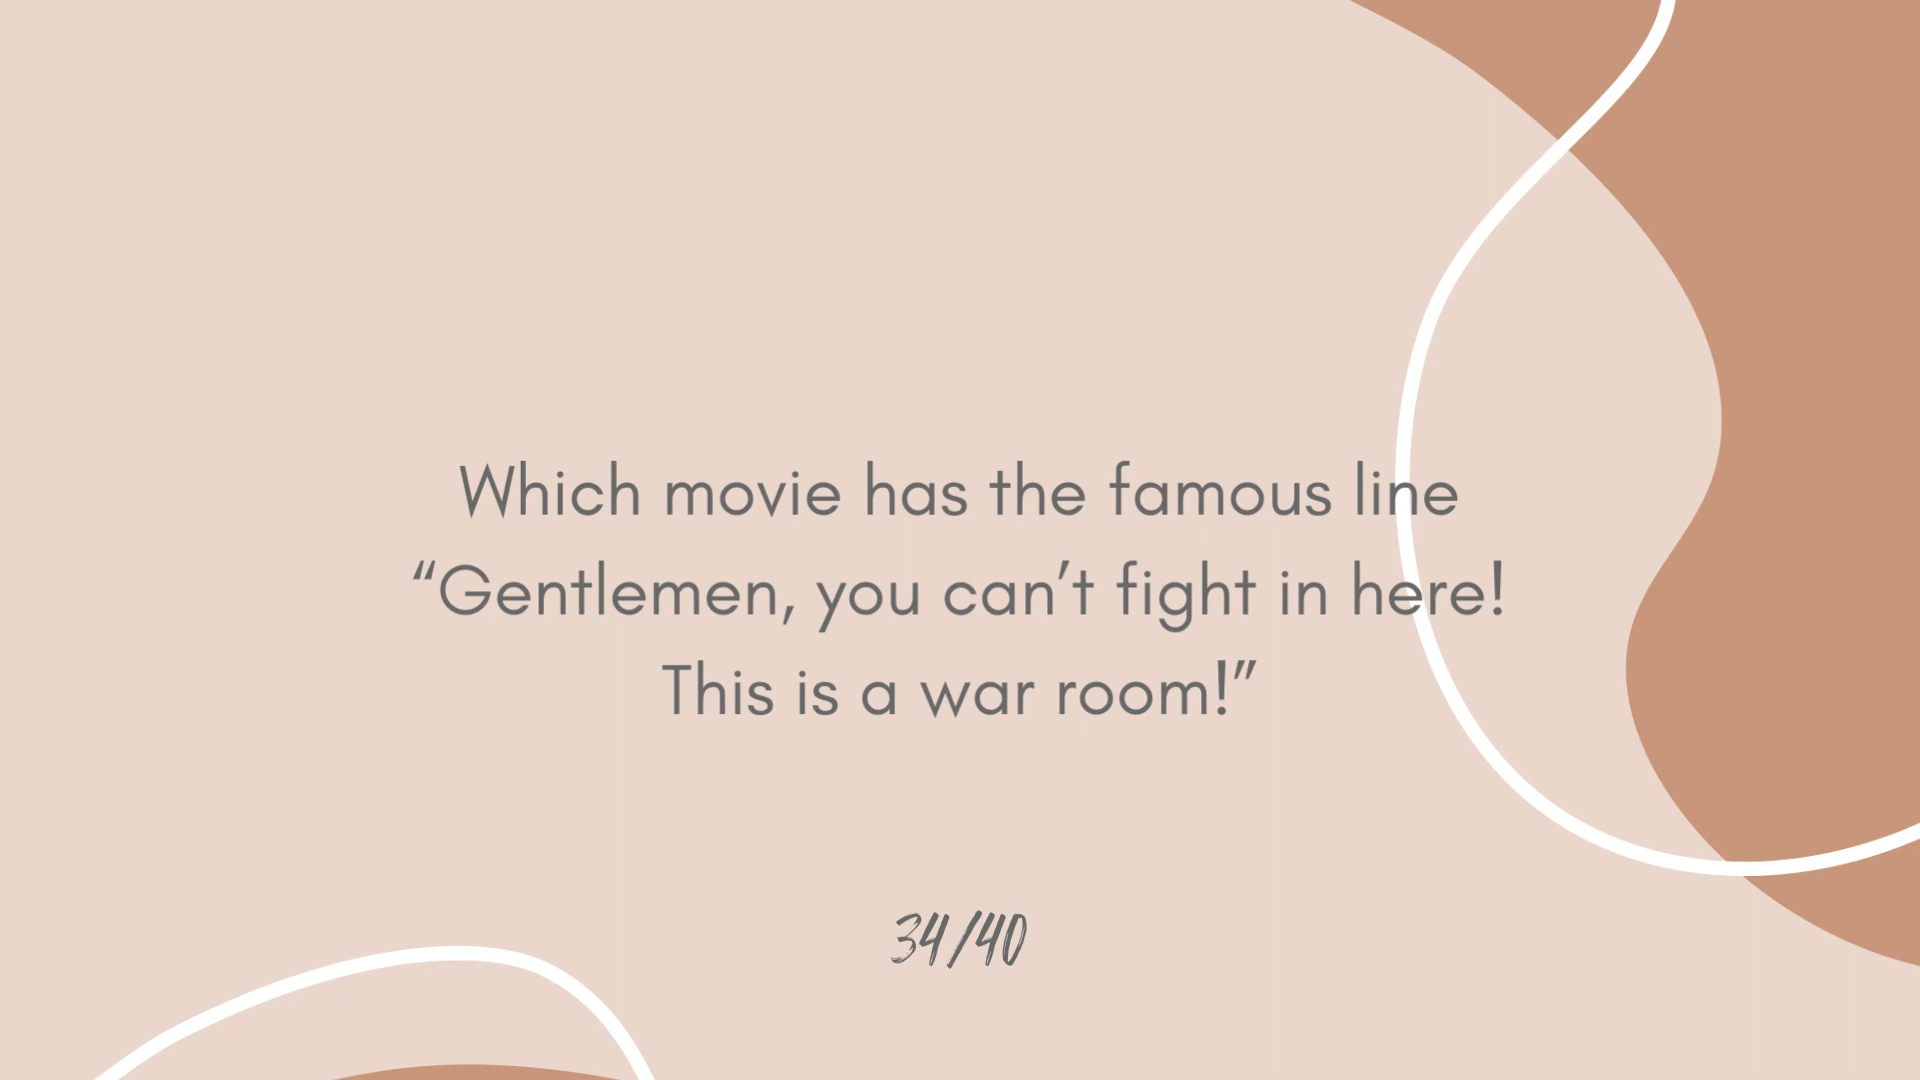 Which movie has the famous line
“Gentlemen, you can’t fight in here!
This is a war room!”
34/40